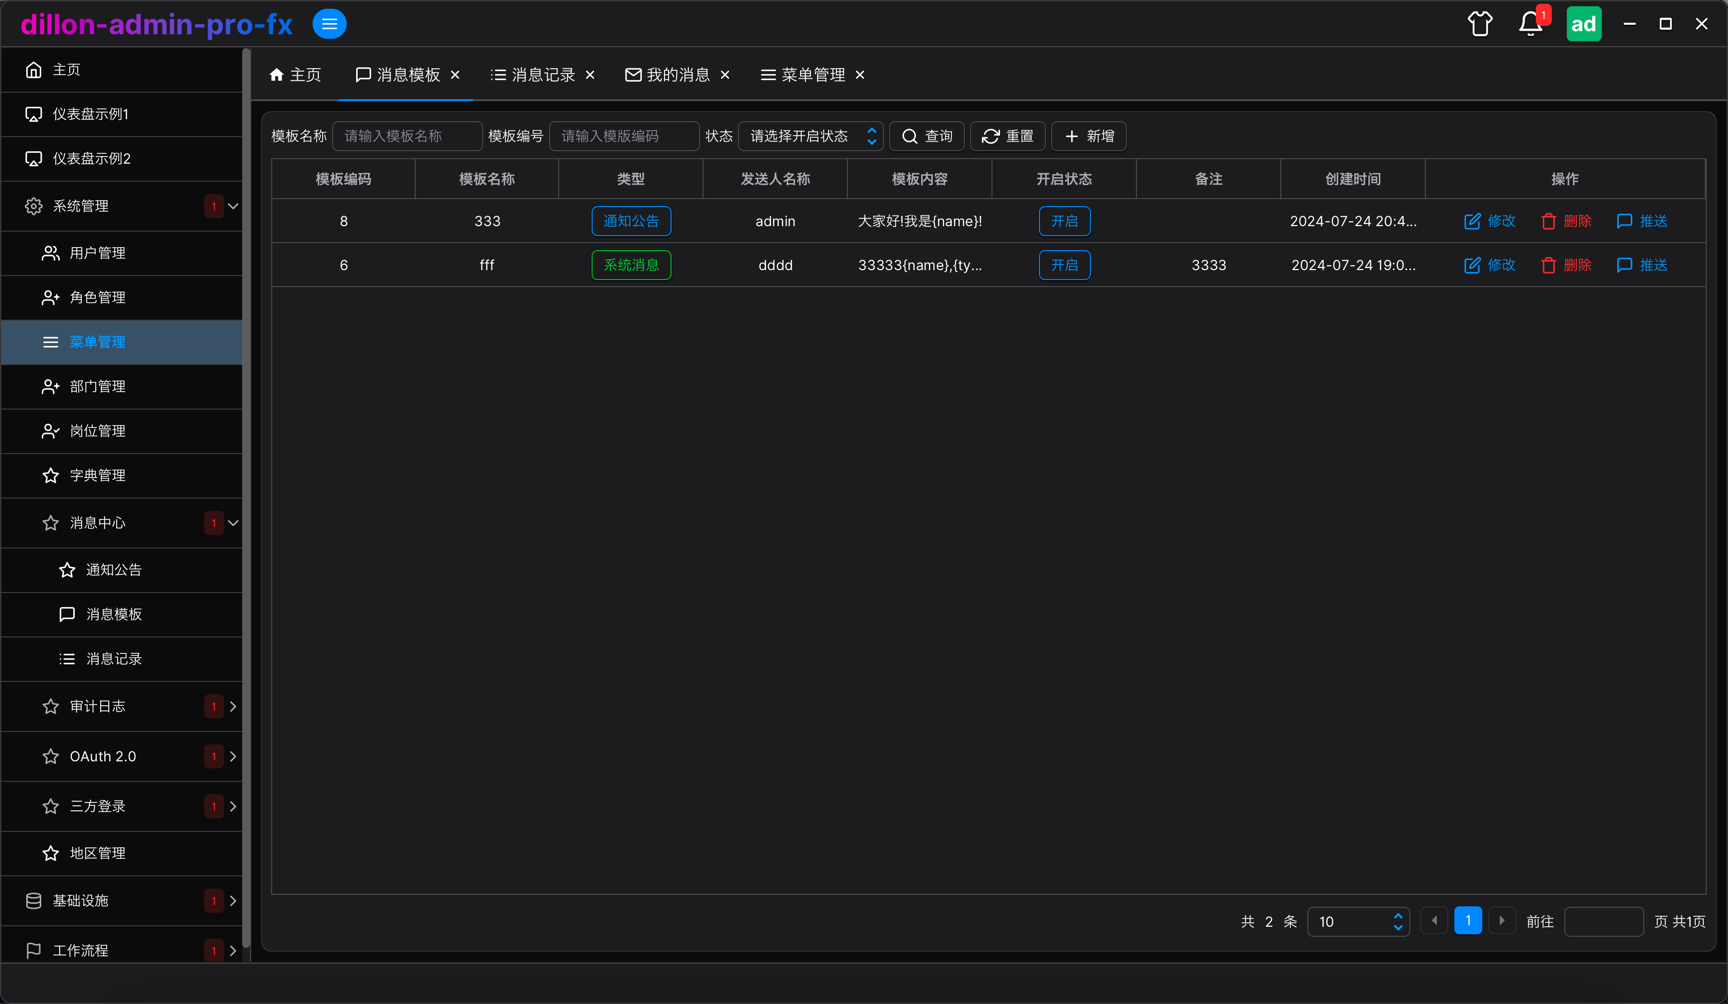 dillon-admin-pro-fx
1
ad
主页
仪表盘示例1
仪表盘示例2
系统管理 1
用户管理
角色管理
菜单管理
部门管理
岗位管理
字典管理
消息中心 1
通知公告
消息模板
消息记录
审计日志 1
OAuth 2.0 1
三方登录 1
地区管理
基础设施 1
工作流程 1
主页 消息模板 消息记录 我的消息 菜单管理
模板名称 请输入模板名称 模板编号 请输入模版编码 状态 请选择开启状态 查询 重置 新增
模板编码 模板名称 类型 发送人名称 模板内容 开启状态 备注 创建时间 操作
8 333 通知公告 admin 大家好!我是{name}! 开启 2024-07-24 20:4... 修改 删除 推送
6 fff 系统消息 dddd 33333{name},{ty... 开启 3333 2024-07-24 19:0... 修改 删除 推送
共 2 条 10 1 前往 页 共1页